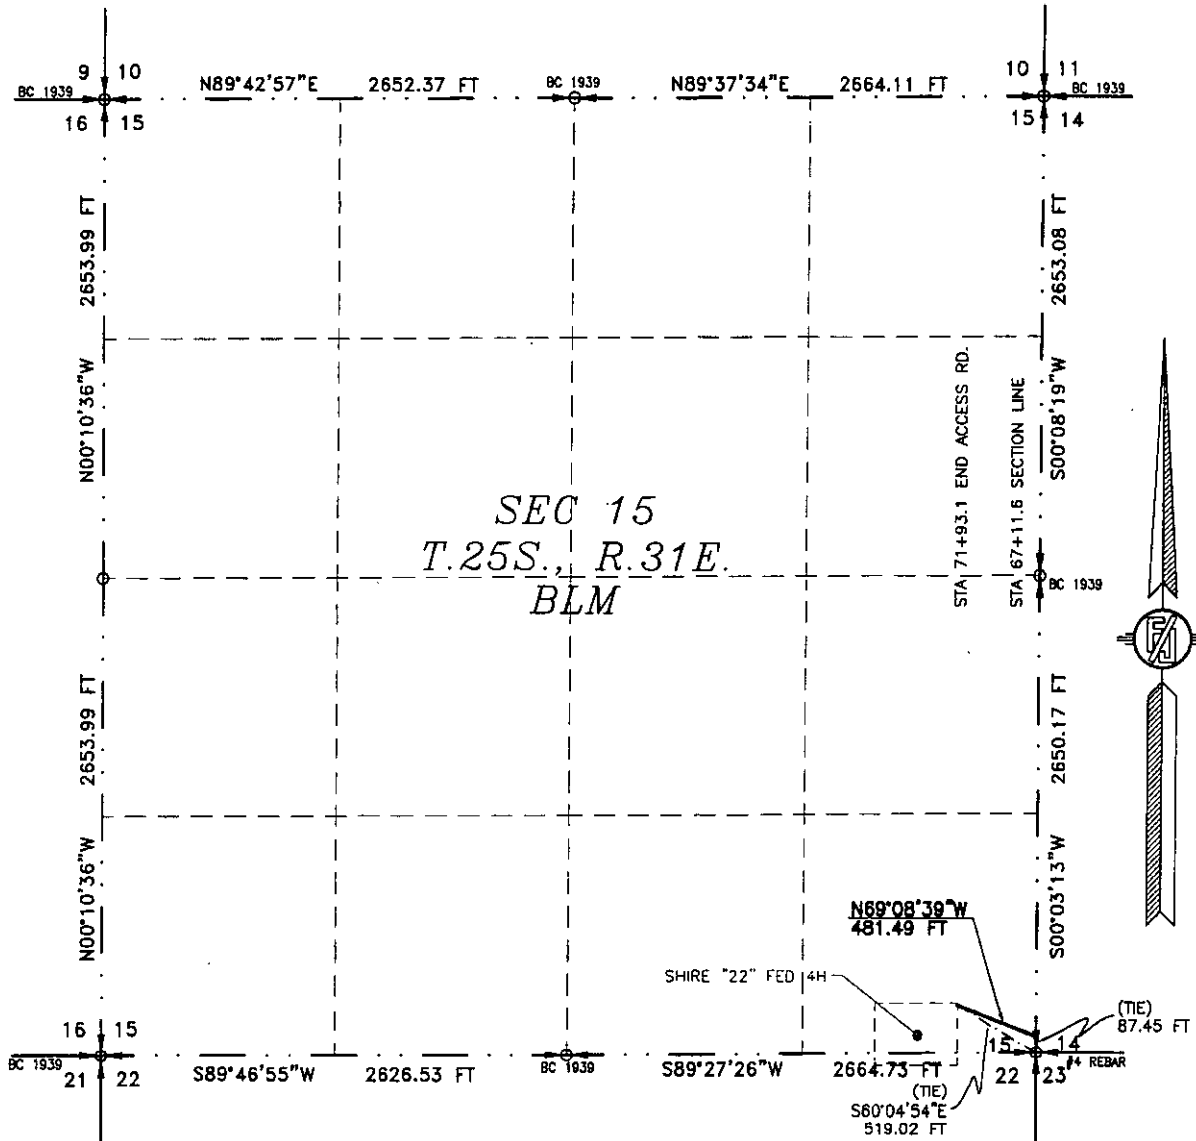 9 10
BC 1939
16 15
N89°42'57"E 2652.37 FT
BC 1939
N89°37'34"E 2664.11 FT
10 11
BC 1939
15 14
2653.99 FT
N00°10'36"W
2653.08 FT
S00°08'19"W
STA 71+93.1 END ACCESS RD.
STA 67+11.6 SECTION LINE
SEC 15
T.25S., R.31E.
BLM
BC 1939
2653.99 FT
N00°10'36"W
2650.17 FT
S00°03'13"W
N69°08'39"W
481.49 FT
SHIRE "22" FED 4H
(TIE)
87.45 FT
16 15
BC 1939
21 22
S89°46'55"W 2626.53 FT
BC 1939
S89°27'26"W 2664.73 FT
15 14
22 23
#4 REBAR
(TIE)
S60°04'54"E
519.02 FT